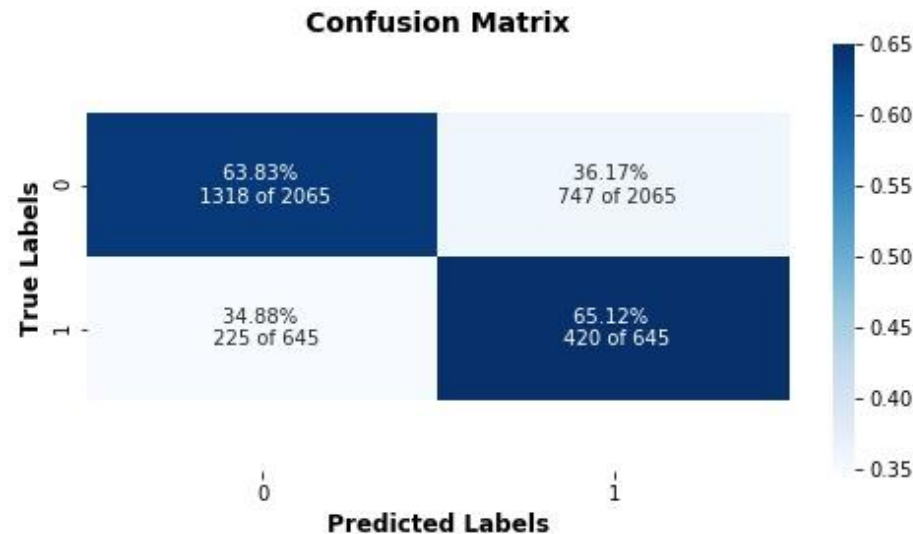 Confusion Matrix
True Labels
0
63.83%
1318 of 2065
36.17%
747 of 2065
1
34.88%
225 of 645
65.12%
420 of 645
0
1
Predicted Labels
0.65
0.60
0.55
0.50
0.45
0.40
0.35